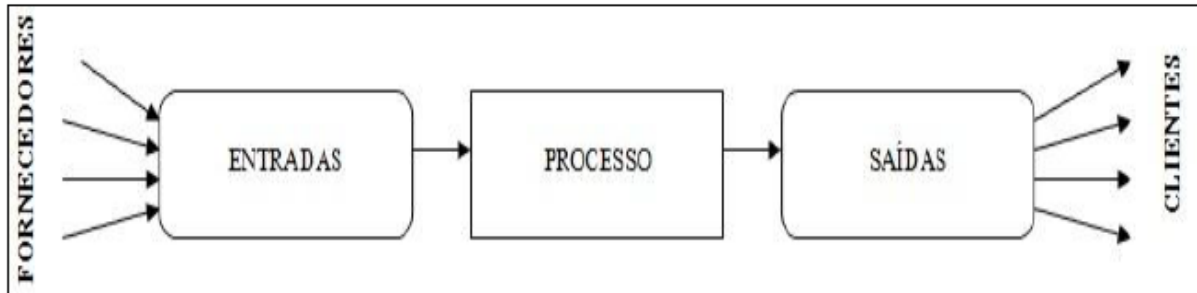 FORNECEDORES
ENTRADAS
PROCESSO
SAÍDAS
CLIENTES